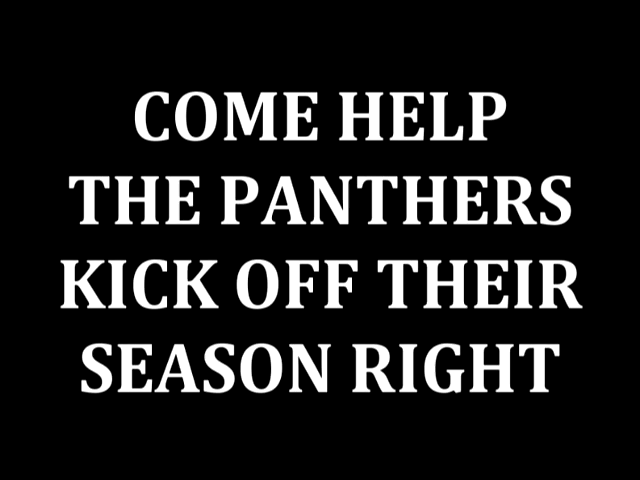 COME HELP
THE PANTHERS
KICK OFF THEIR
SEASON RIGHT